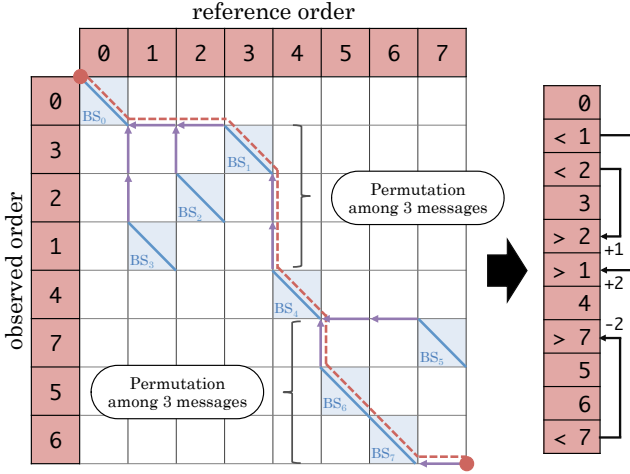 reference order
0 1 2 3 4 5 6 7
observed order
0
3
2
1
4
7
5
6
BS0
BS1
BS2
BS3
BS4
BS5
BS6
BS7
Permutation
among 3 messages
Permutation
among 3 messages
0
< 1
< 2
3
> 2
+1
> 1
+2
4
-2
> 7
5
6
< 7